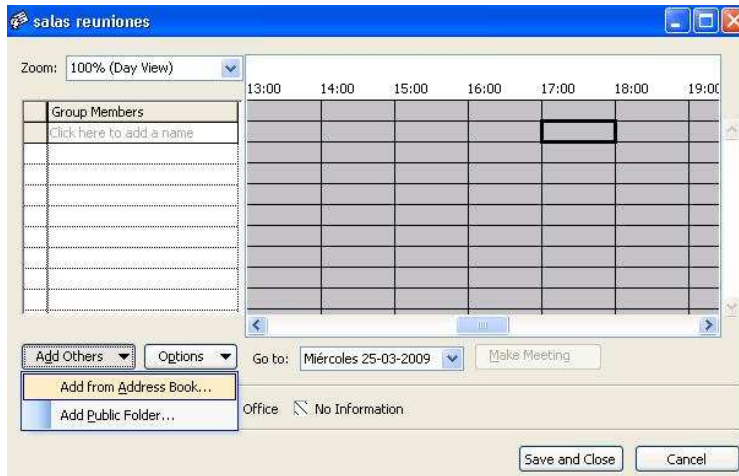 salas reuniones
Zoom: 100% (Day View)
13:00 14:00 15:00 16:00 17:00 18:00 19:00
Group Members
Click here to add a name
Add Others Options Go to: Miércoles 25-03-2009 Make Meeting
Add from Address Book...
Add Public Folder...
Office No Information
Save and Close Cancel